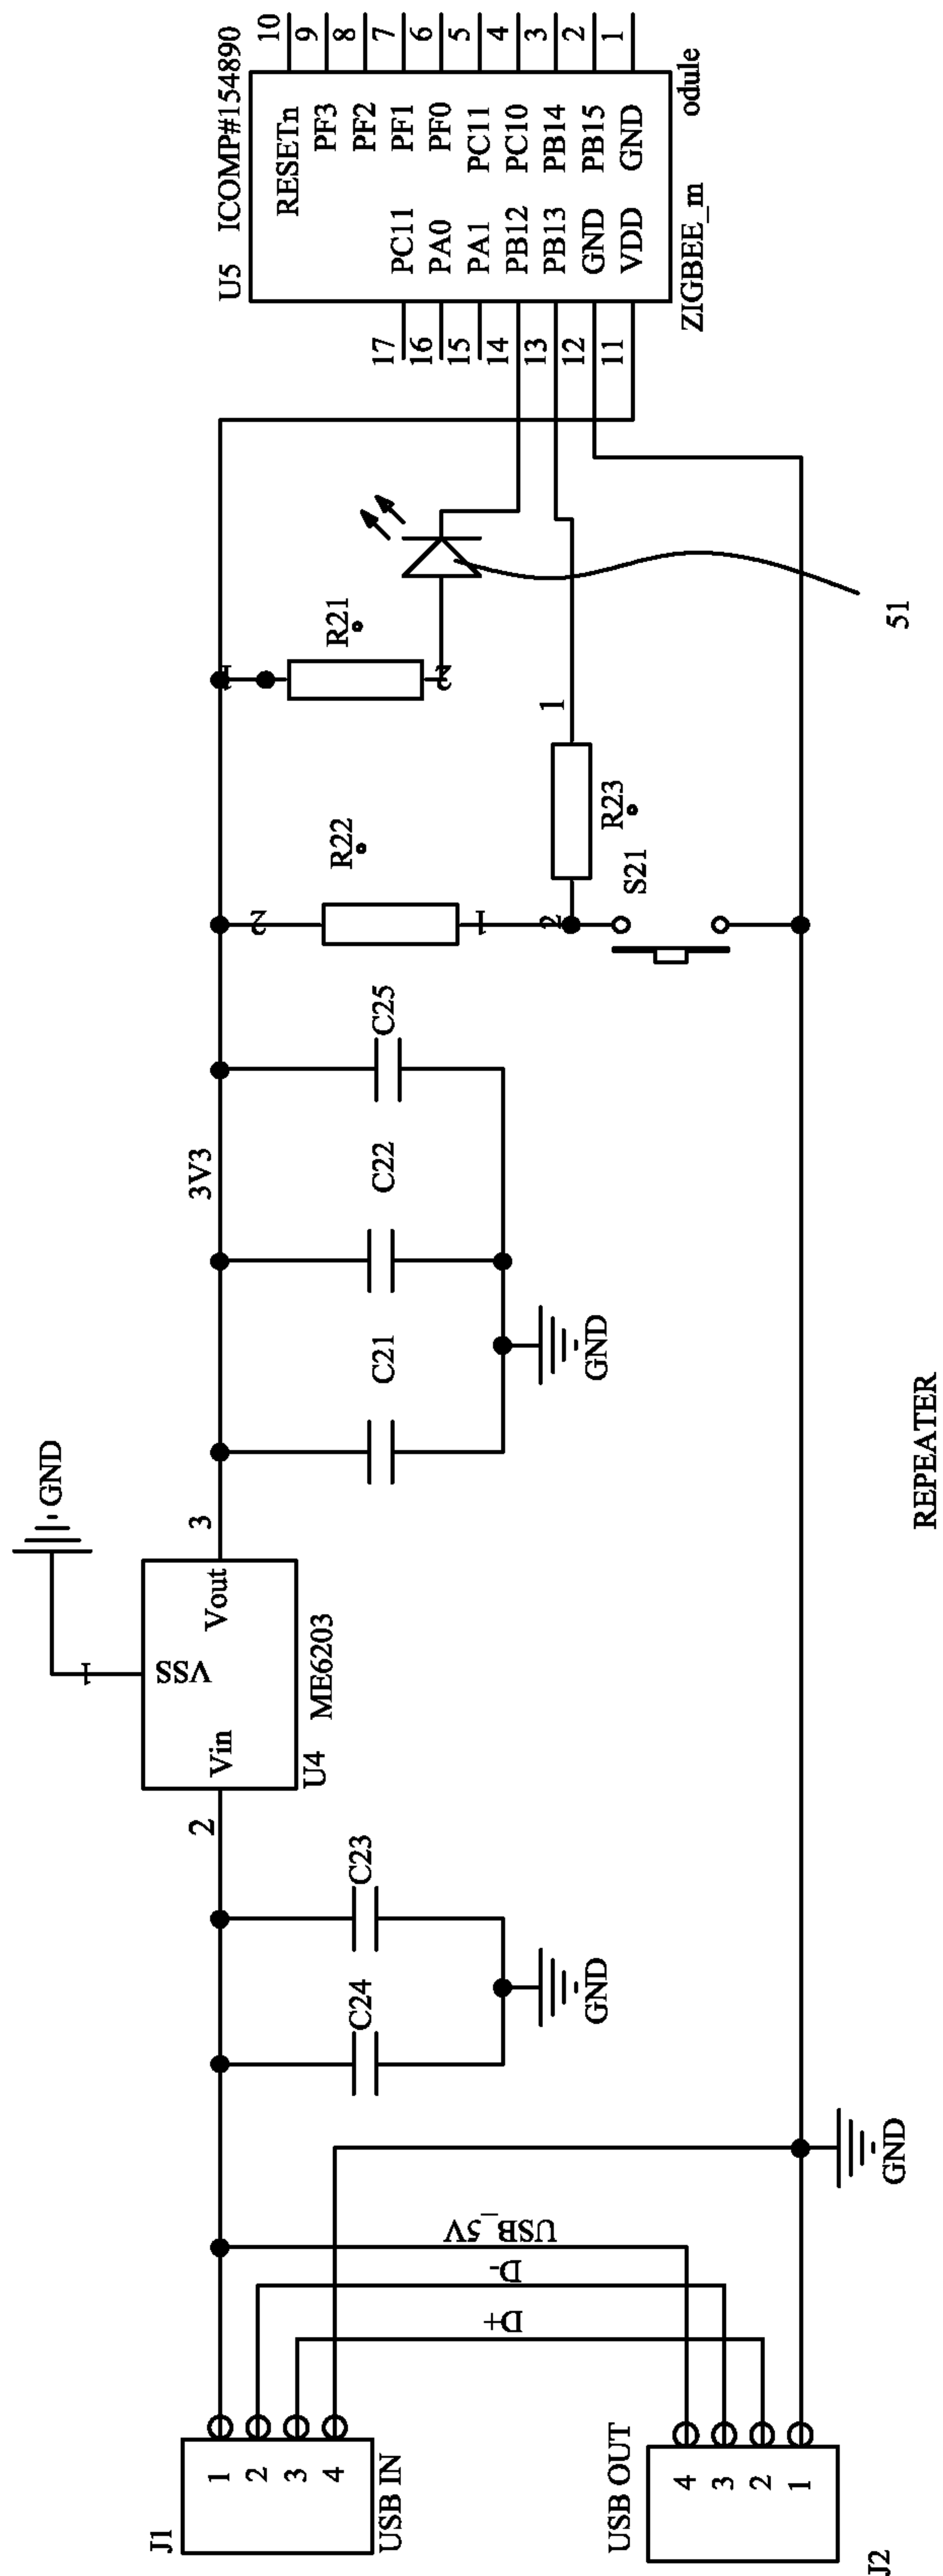 10
9
8
7
6
5
4
3
2
1
U5 ICOMP#154890
RESETn
PF3
PF2
PF1
PF0
PC11
PC10
PB14
PB15
GND
PC11
PA0
PA1
PB12
PB13
GND
VDD
ZIGBEE_m odule
17
16
15
14
13
12
11
51
R21
1
2
R22
2
1
R23
1
2
S21
3V3
C25
C22
C21
GND
GND
3
Vout
VSS
Vin
1
2
U4 ME6203
C23
C24
GND
GND
USB_5V
D-
D+
J1
1
2
3
4
USB IN
USB OUT
4
3
2
1
J2
REPEATER